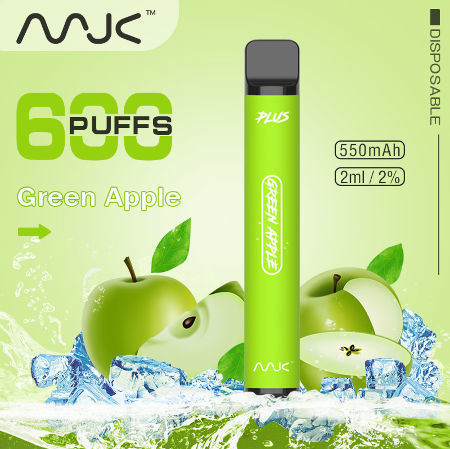 MJK™
600
PUFFS
Green Apple
DISPOSABLE
550mAh
2ml / 2%
PLUS
GREEN APPLE
MJK